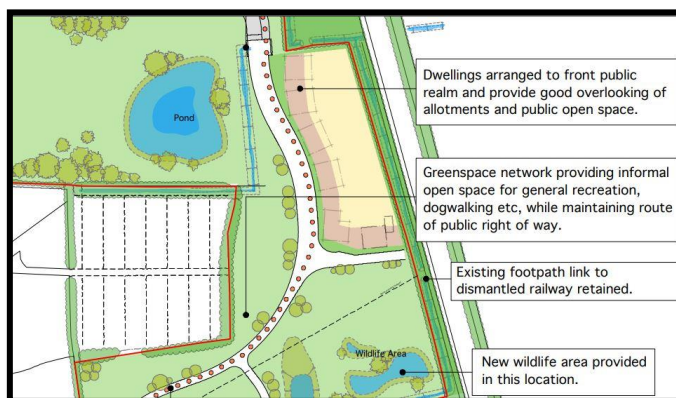 Dwellings arranged to front public
realm and provide good overlooking of
allotments and public open space.
Pond
Greenspace network providing informal
open space for general recreation,
dogwalking etc, while maintaining route
of public right of way.
Existing footpath link to
dismantled railway retained.
Wildlife Area
New wildlife area provided
in this location.